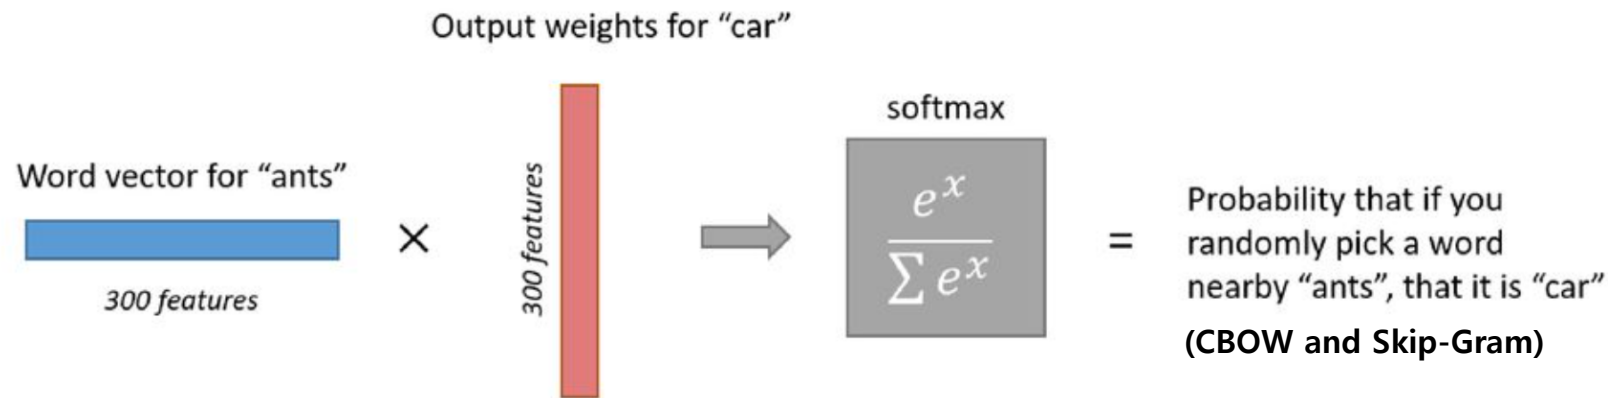 Output weights for “car”
Word vector for “ants”
300 features
×
300 features
softmax
e^x
∑ e^x
=
Probability that if you
randomly pick a word
nearby “ants”, that it is “car”
(CBOW and Skip-Gram)